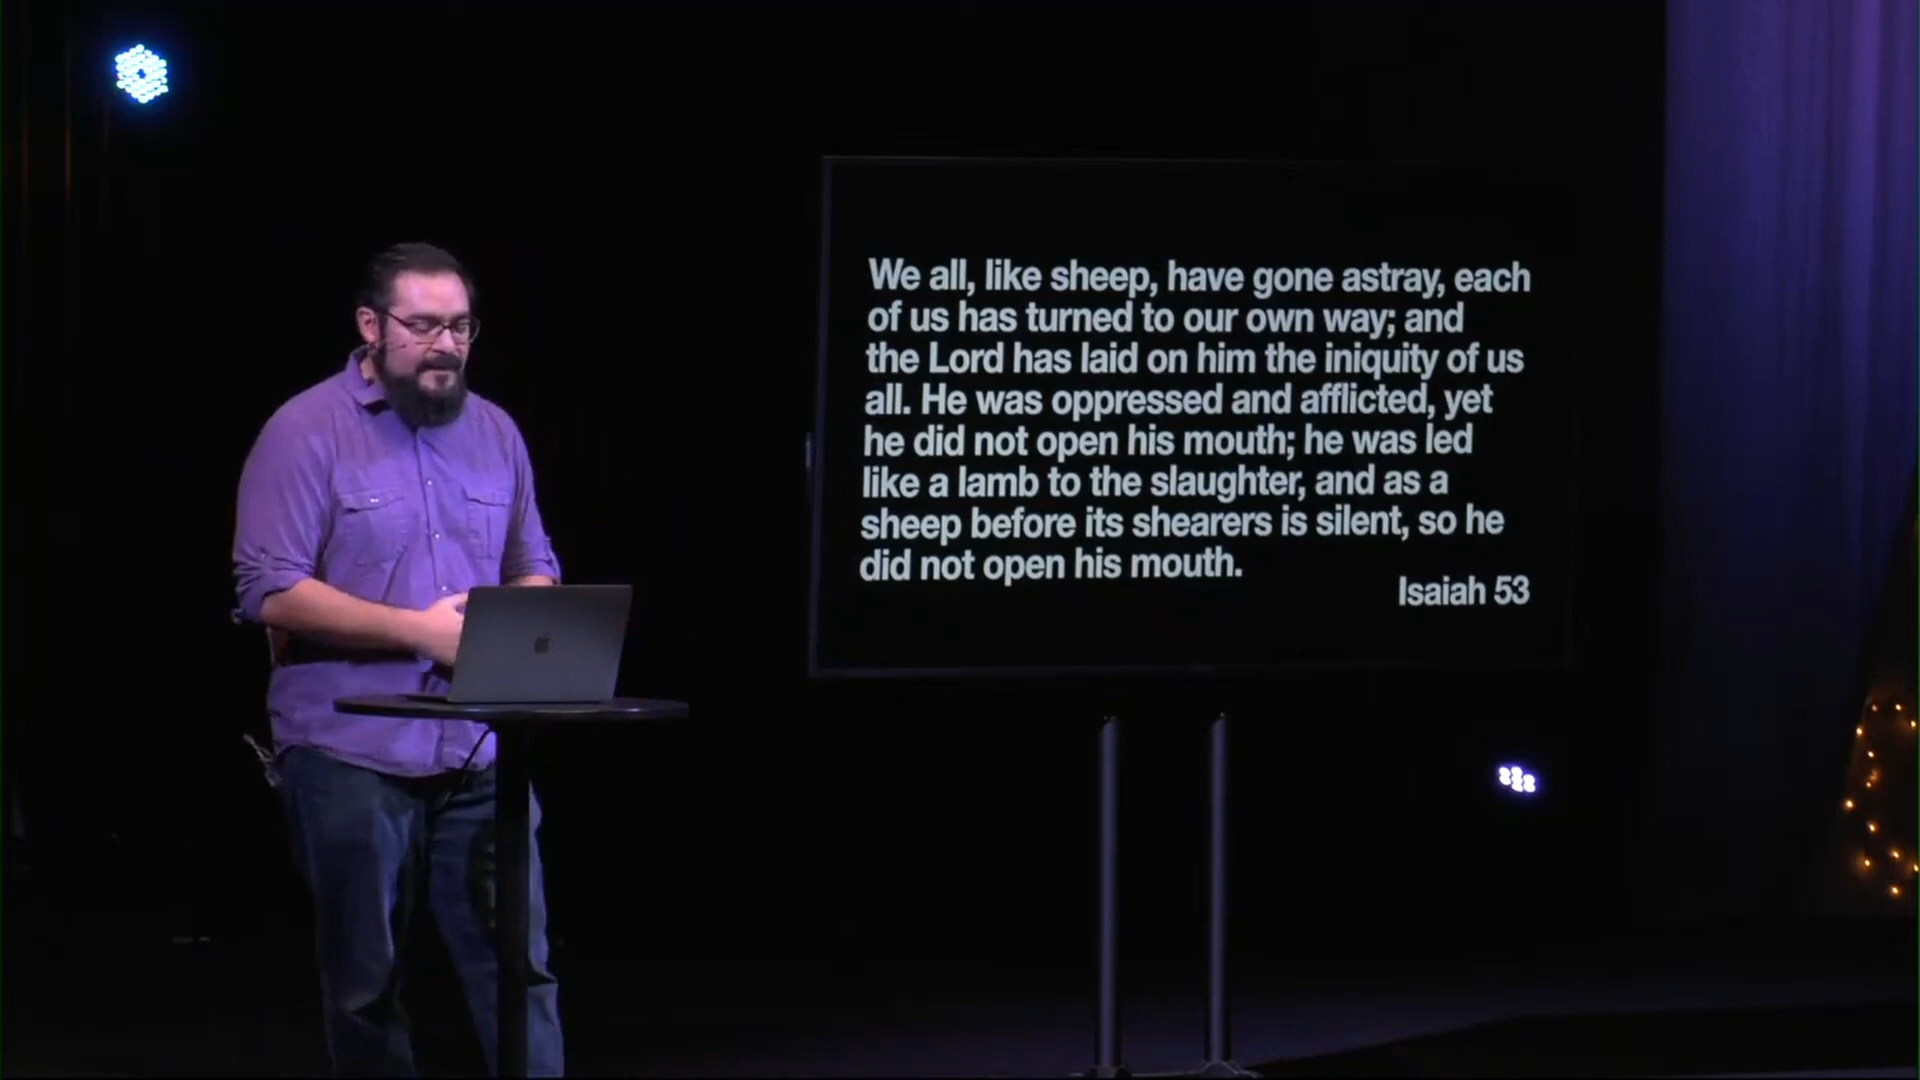 We all, like sheep, have gone astray, each
of us has turned to our own way; and
the Lord has laid on him the iniquity of us
all. He was oppressed and afflicted, yet
he did not open his mouth; he was led
like a lamb to the slaughter, and as a
sheep before its shearers is silent, so he
did not open his mouth.
Isaiah 53